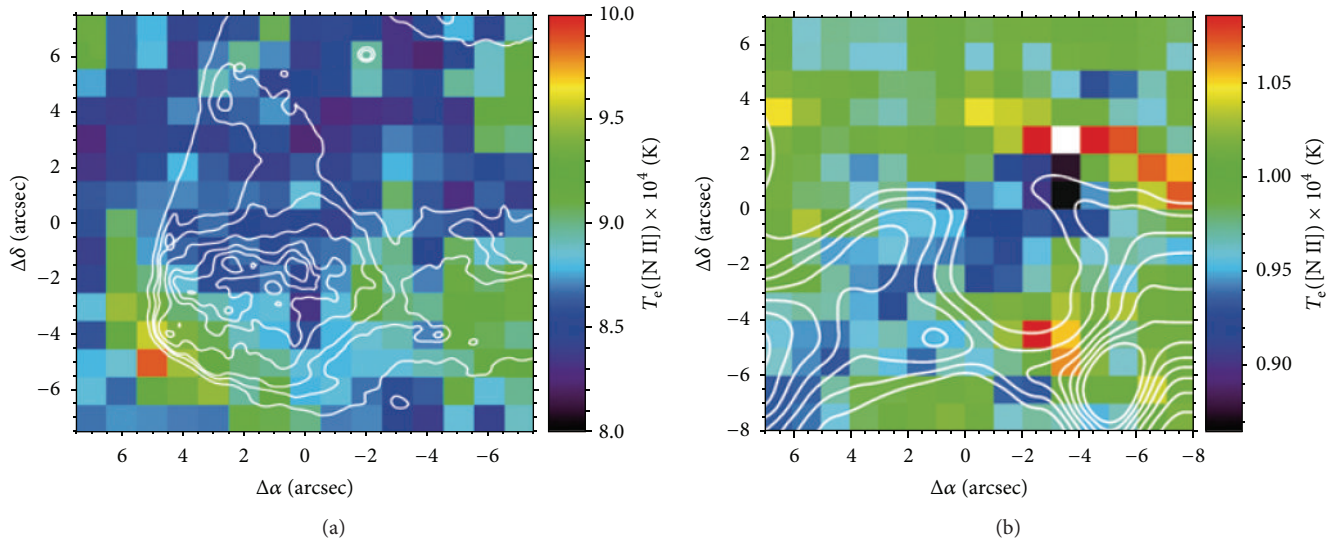 6
4
2
0
−2
−4
−6
6 4 2 0 −2 −4 −6
Δδ (arcsec)
Δα (arcsec)
10.0
9.5
9.0
8.5
8.0
Te([N II]) × 10⁴ (K)
(a)
6
4
2
0
−2
−4
−6
−8
6 4 2 0 −2 −4 −6 −8
Δδ (arcsec)
Δα (arcsec)
1.05
1.00
0.95
0.90
Te([N II]) × 10⁴ (K)
(b)